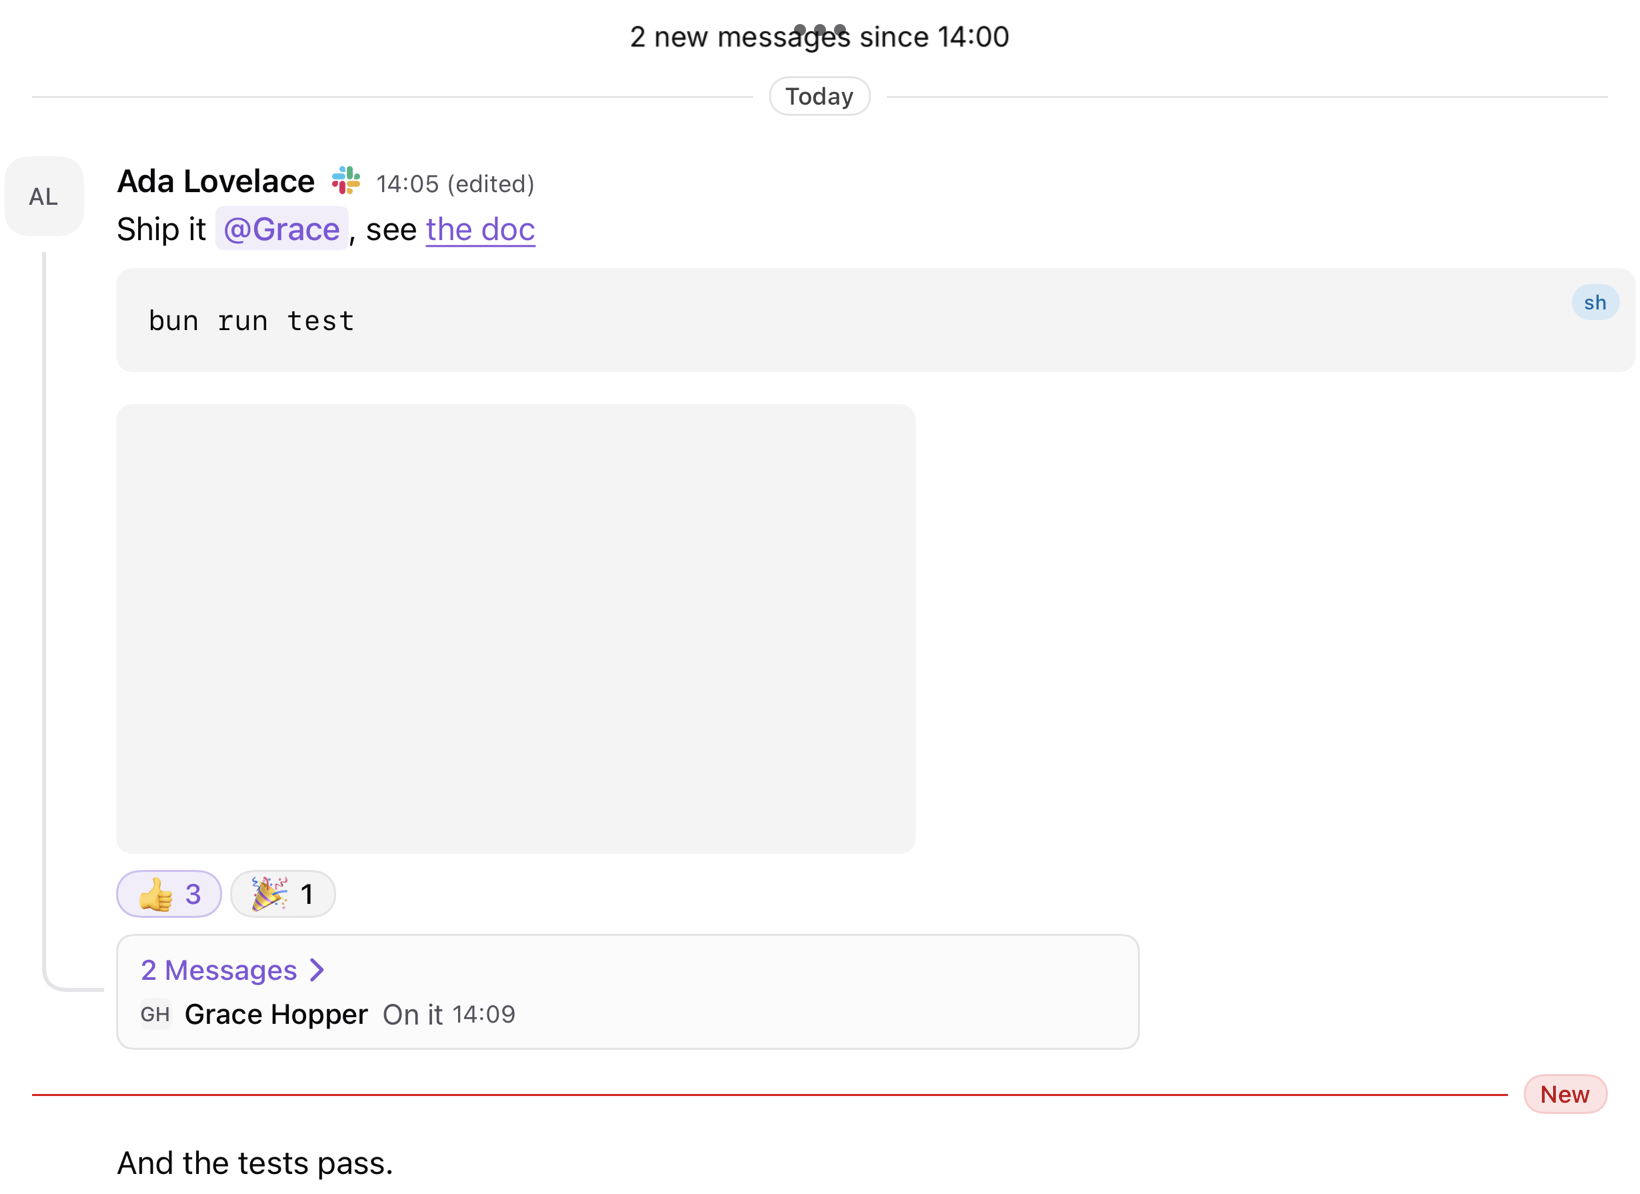 2 new messages since 14:00
Today
AL
Ada Lovelace 14:05 (edited)
Ship it @Grace, see the doc
sh
bun run test
👍 3 🎉 1
2 Messages
GH Grace Hopper On it 14:09
New
And the tests pass.